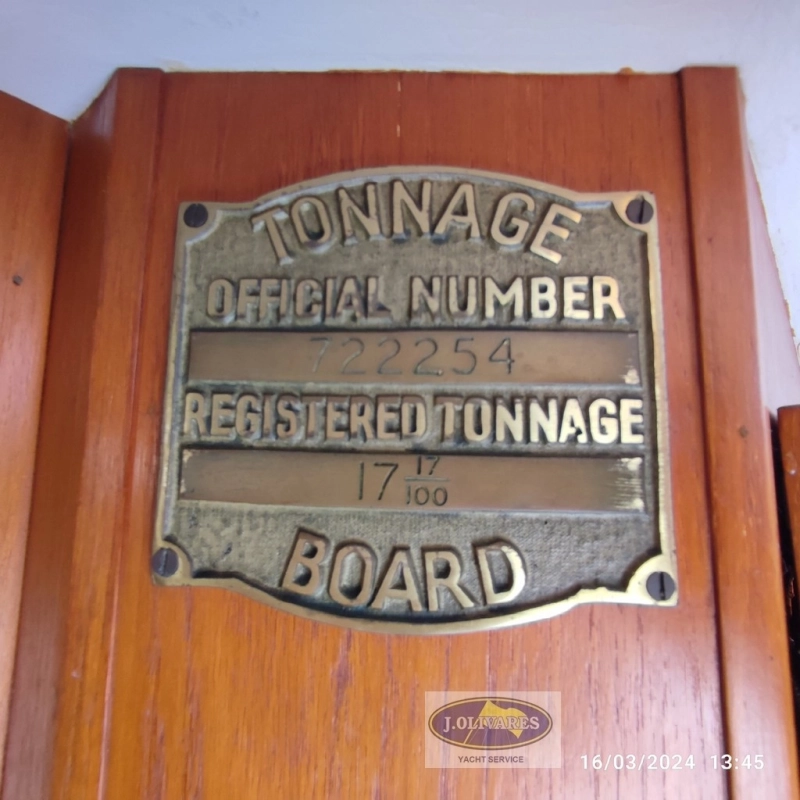 TONNAGE
OFFICIAL NUMBER
722254
REGISTERED TONNAGE
17 17/100
BOARD
J.OLIVARES
YACHT SERVICE
16/03/2024 13:45